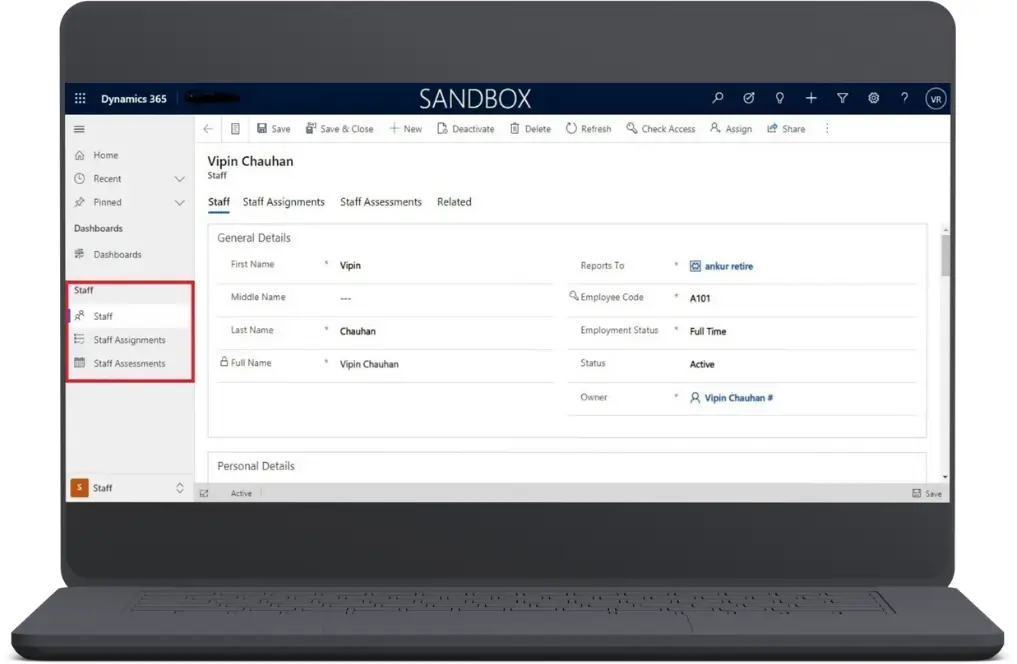 Dynamics 365 SANDBOX VR
Save Save & Close New Deactivate Delete Refresh Check Access Assign Share
Home
Recent
Pinned
Dashboards
Dashboards
Staff
Staff
Staff Assignments
Staff Assessments
S Staff
Vipin Chauhan
Staff
Staff Staff Assignments Staff Assessments Related
General Details
First Name * Vipin
Middle Name ---
Last Name * Chauhan
Full Name * Vipin Chauhan
Reports To * ankur retire
Employee Code * A101
Employment Status * Full Time
Status Active
Owner * Vipin Chauhan #
Personal Details
Active Save